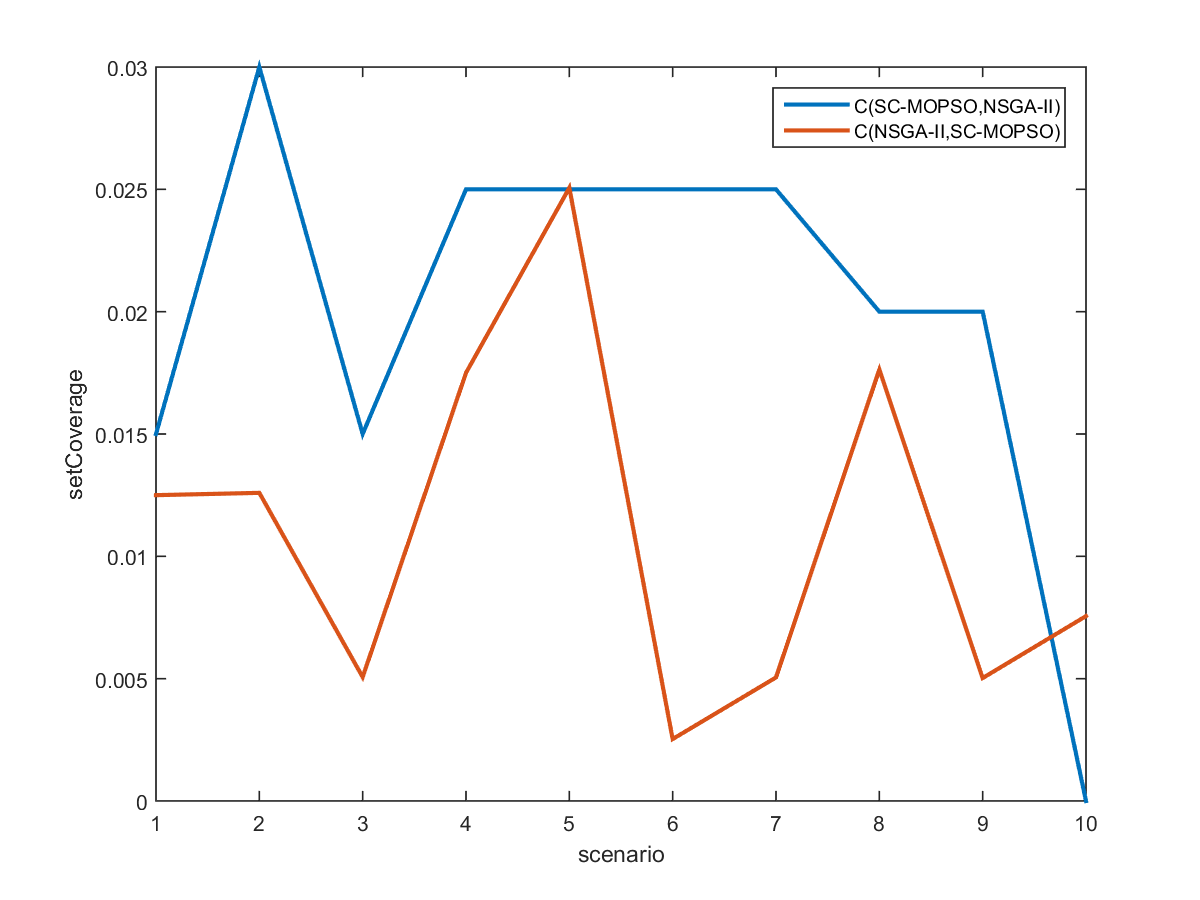 C(SC-MOPSO,NSGA-II)
C(NSGA-II,SC-MOPSO)
0.03
0.025
0.02
0.015
0.01
0.005
0
setCoverage
1 2 3 4 5 6 7 8 9 10
scenario